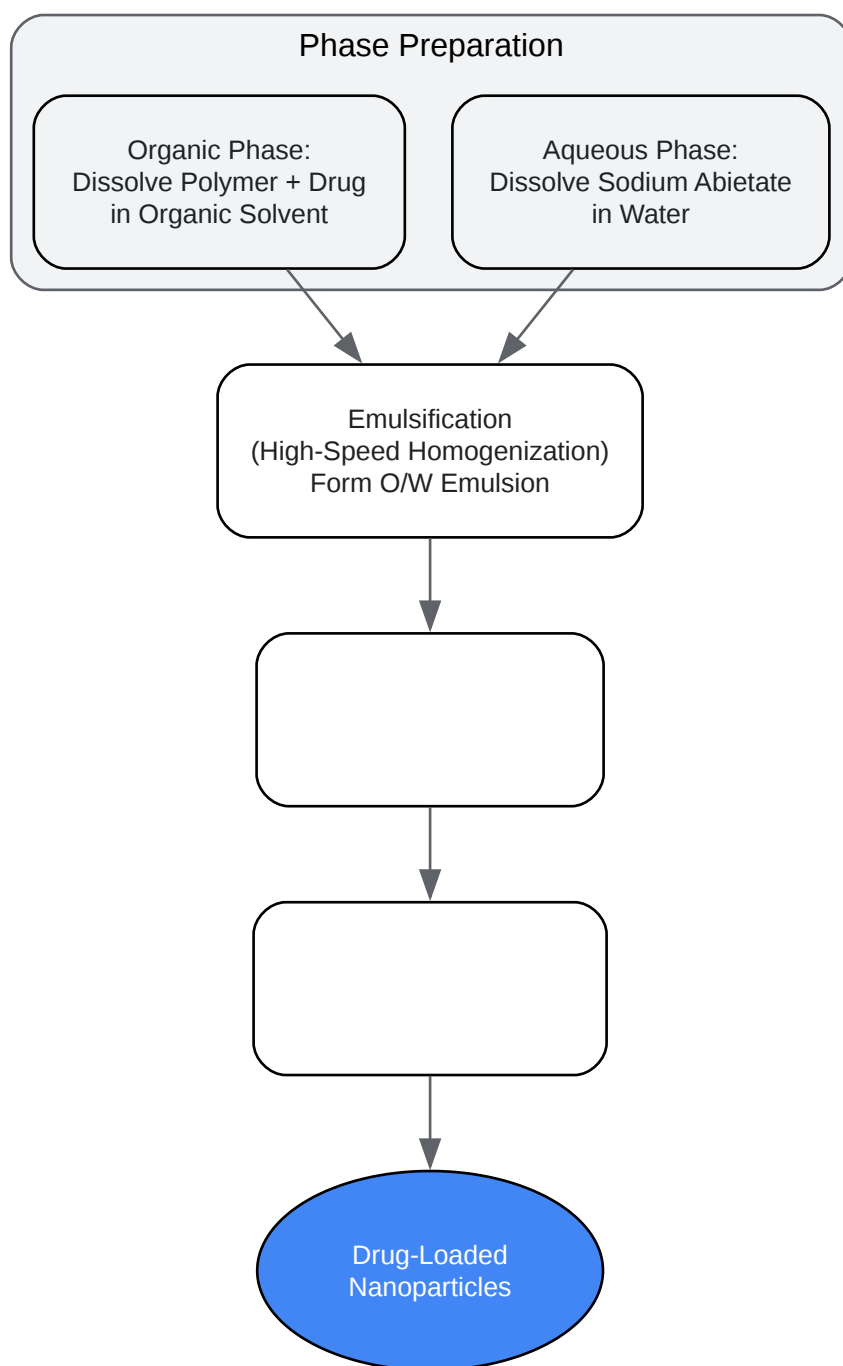 Phase Preparation
Organic Phase:
Dissolve Polymer + Drug
in Organic Solvent
Aqueous Phase:
Dissolve Sodium Abietate
in Water
Emulsification
(High-Speed Homogenization)
Form O/W Emulsion
Drug-Loaded
Nanoparticles